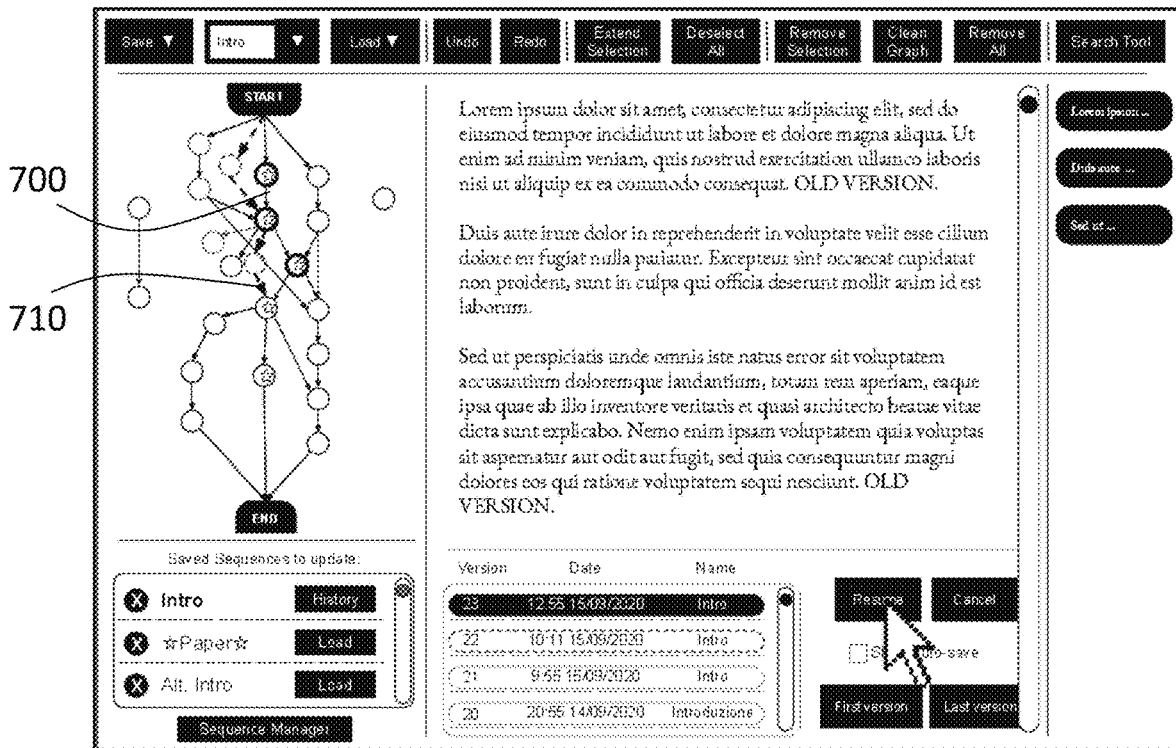 Save ▼
Intro ▼
Load ▼
Undo
Redo
Extend
Selection
Deselect
All
Remove
Selection
Clean
Graph
Remove
All
Search Tool
START
700
710
END
Lorem ipsum dolor sit amet, consectetur adipiscing elit, sed do
eiusmod tempor incididunt ut labore et dolore magna aliqua. Ut
enim ad minim veniam, quis nostrud exercitation ullamco laboris
nisi ut aliquip ex ea commodo consequat. OLD VERSION.
Duis aute irure dolor in reprehenderit in voluptate velit esse cillum
dolore eu fugiat nulla pariatur. Excepteur sint occaecat cupidatat
non proident, sunt in culpa qui officia deserunt mollit anim id est
laborum.
Sed ut perspiciatis unde omnis iste natus error sit voluptatem
accusantium doloremque laudantium, totam rem aperiam, eaque
ipsa quae ab illo inventore veritatis et quasi architecto beatae vitae
dicta sunt explicabo. Nemo enim ipsam voluptatem quia voluptas
sit aspernatur aut odit aut fugit, sed quia consequuntur magni
dolores eos qui ratione voluptatem sequi nesciunt. OLD
VERSION.
Lorem ipsum ...
Duis aute ...
Sed ut ...
Saved Sequences to update:
X Intro History
X ☆Paper☆ Load
X Alt. Intro Load
Sequence Manager
Version Date Name
23 12:55 15/09/2020 Intro
22 10:11 15/09/2020 Intro
21 9:55 15/09/2020 Intro
20 20:55 14/09/2020 Introduzione
Resume
Cancel
auto-save
First version
Last version